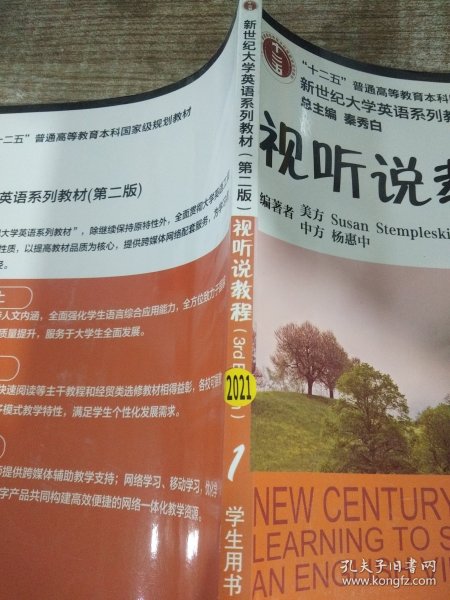 十二五”普通高等教育本科国家级规划教材
英语系列教材(第二版)
大学英语系列教材”，除继续保持原特性外，全面贯彻大学英语
性质，以提高教材品质为核心，提供跨媒体网络配套服务，
人文内涵，全面强化学生语言综合应用能力，全方位致力于
质量提升，服务于大学生全面发展。
快速阅读等主干教程和经贸类选修教材相得益彰，各校可
模式教学特性，满足学生个性化发展需求。
提供跨媒体辅助教学支持；网络学习、移动学习、
字产品共同构建高效便捷的网络一体化教学资源。
新世纪大学英语系列教材(第二版)
视听说教程
(3rd
2021
1
学生用书
“十二五”普通高等教育本科
新世纪大学英语系列教
总主编 秦秀白
视听说教
编著者 美方 Susan Stempleski
中方 杨惠中
NEW CENTURY
LEARNING TO S
AN ENGLISH
孔夫子旧书网
www.kongfz.com